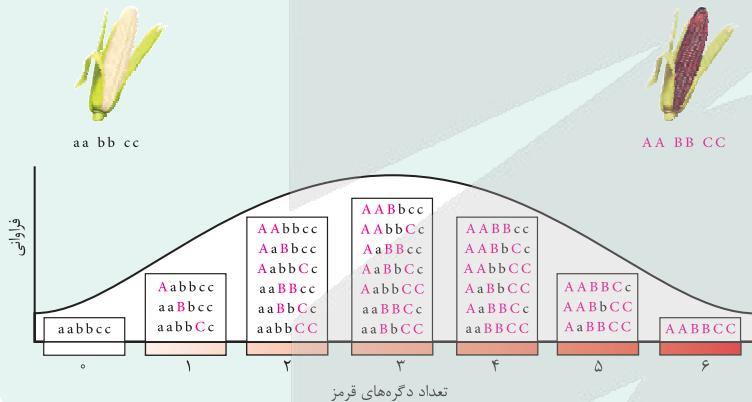 aa bb cc
AA BB CC
فراوانی
aabbcc
Aabbcc
aaBbcc
aabbCc
AAbbcc
AaBbcc
AabbCc
aaBBcc
aaBbCc
aabbCC
AABbcc
AAbbCc
AaBBcc
AaBbCc
AabbCC
aaBBCc
aaBbCC
AABBcc
AABbCc
AAbbCC
AaBbCC
AaBBCc
aaBBCC
AABBCc
AABbCC
AaBBCC
AABBCC
۰ ۱ ۲ ۳ ۴ ۵ ۶
تعداد دگره‌های قرمز